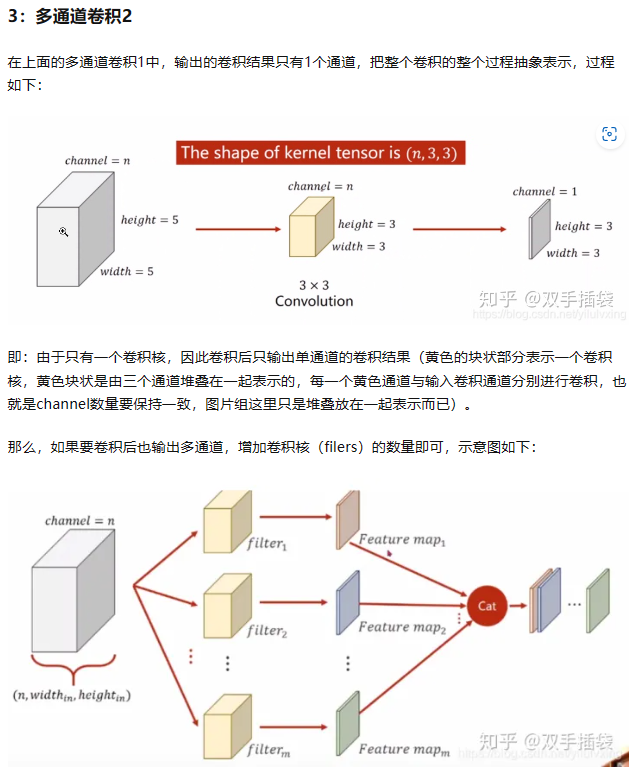 3：多通道卷积2
在上面的多通道卷积1中，输出的卷积结果只有1个通道，把整个卷积的整个过程抽象表示，过程
如下：
The shape of kernel tensor is (n, 3, 3)
channel = n
height = 5
width = 5
channel = n
height = 3
width = 3
3 × 3
Convolution
channel = 1
height = 3
width = 3
知乎 @双手插袋
https://blog.csdn.net/yilulvxing
即：由于只有一个卷积核，因此卷积后只输出单通道的卷积结果（黄色的块状部分表示一个卷积
核，黄色块状是由三个通道堆叠在一起表示的，每一个黄色通道与输入卷积通道分别进行卷积，也
就是channel数量要保持一致，图片组这里只是堆叠放在一起表示而已）。
那么，如果要卷积后也输出多通道，增加卷积核（filers）的数量即可，示意图如下：
channel = n
(n, width_in, height_in)
filter₁
Feature map₁
filter₂
Feature map₂
⋮
⋮
⋮
filter_m
Feature map_m
Cat
⋮
...
知乎 @双手插袋